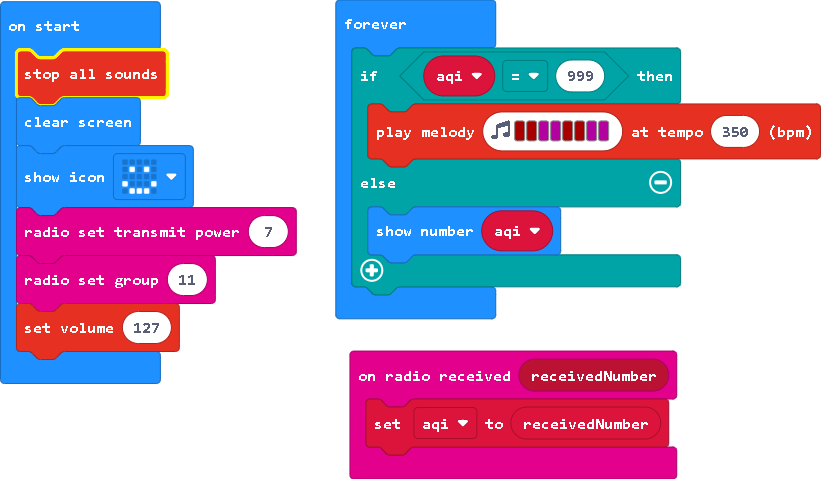 on start
stop all sounds
clear screen
show icon
radio set transmit power 7
radio set group 11
set volume 127
forever
if aqi = 999 then
play melody at tempo 350 (bpm)
else
show number aqi
on radio received receivedNumber
set aqi to receivedNumber